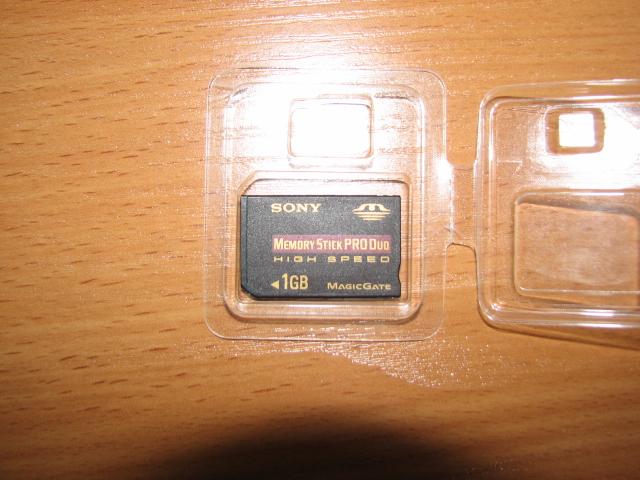 SONY
MEMORY STICK PRO DUO
HIGH SPEED
1GB MAGICGATE